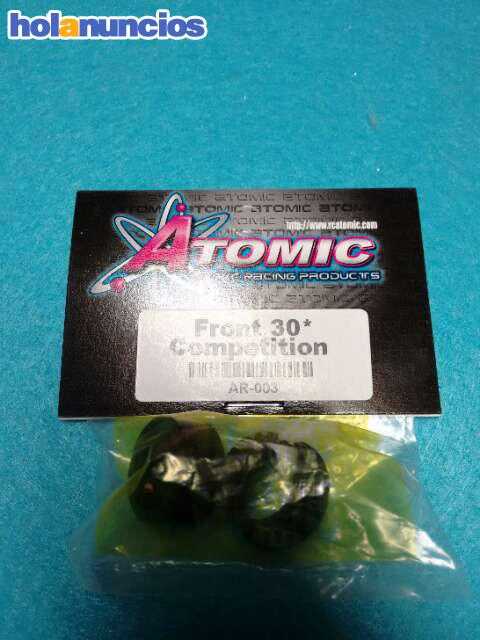 holanuncios
ATOMIC ATOMIC ATOMIC
http://www.rcatomic.com
ATOMIC
RACING PRODUCTS
Front 30*
Competition
AR-003